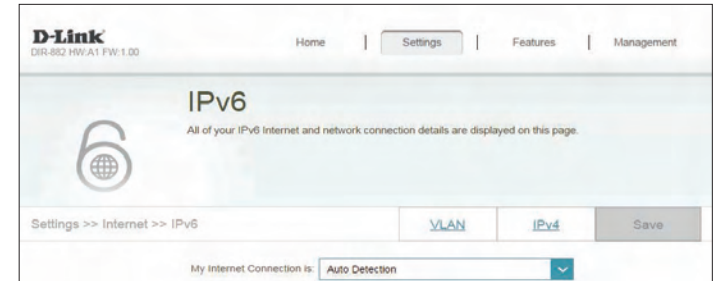 D-Link
DIR-882 HW:A1 FW:1.00
Home | Settings | Features | Management
IPv6
All of your IPv6 Internet and network connection details are displayed on this page.
Settings >> Internet >> IPv6
VLAN
IPv4
Save
My Internet Connection is: Auto Detection